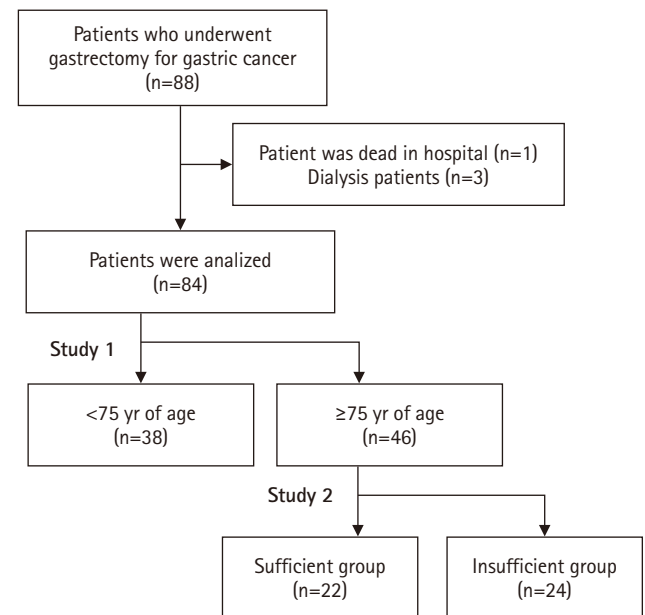 Patients who underwent
gastrectomy for gastric cancer
(n=88)
Patient was dead in hospital (n=1)
Dialysis patients (n=3)
Patients were analized
(n=84)
Study 1
<75 yr of age
(n=38)
≥75 yr of age
(n=46)
Study 2
Sufficient group
(n=22)
Insufficient group
(n=24)